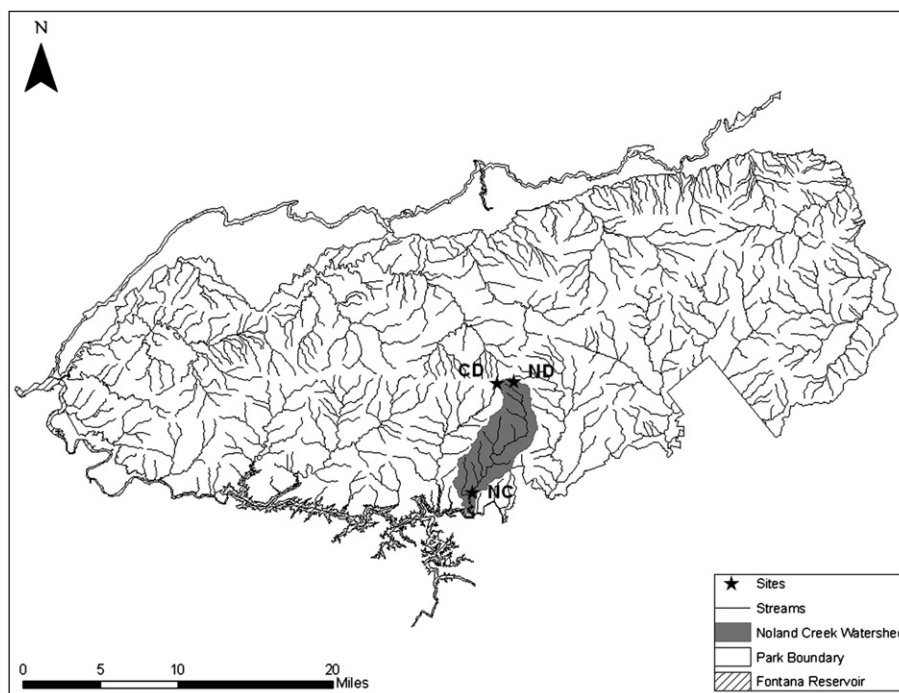 N
CD ND
NC
Sites
Streams
Noland Creek Watershed
Park Boundary
Fontana Reservoir
0 5 10 20
Miles